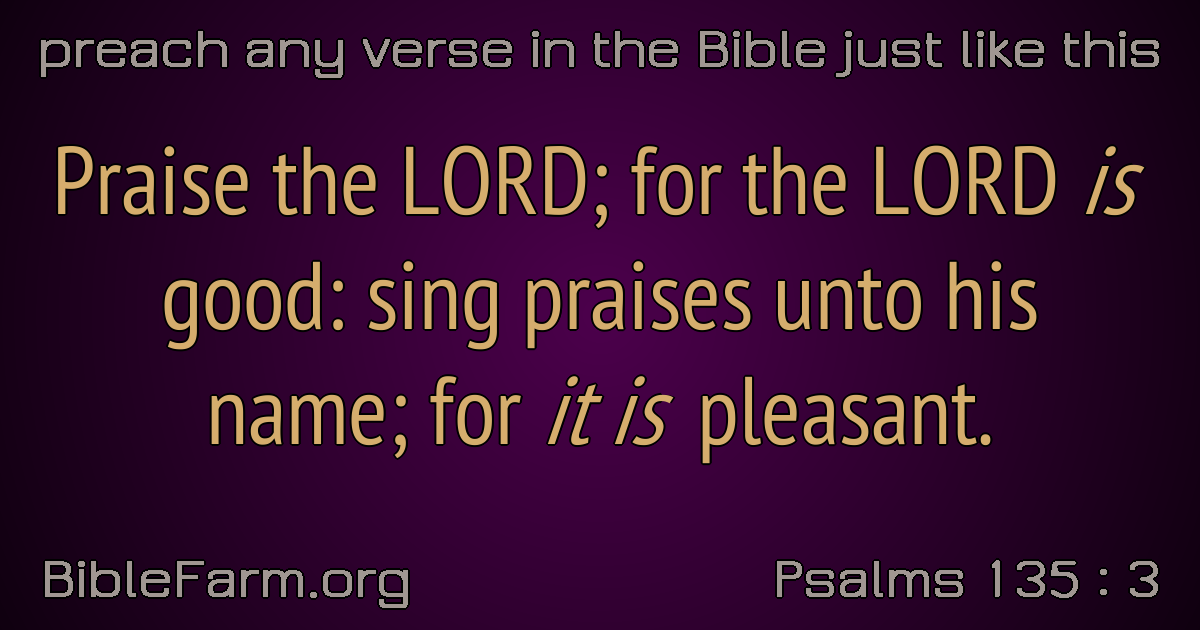 preach any verse in the Bible just like this
Praise the LORD; for the LORD is
good: sing praises unto his
name; for it is pleasant.
BibleFarm.org
Psalms 135 : 3